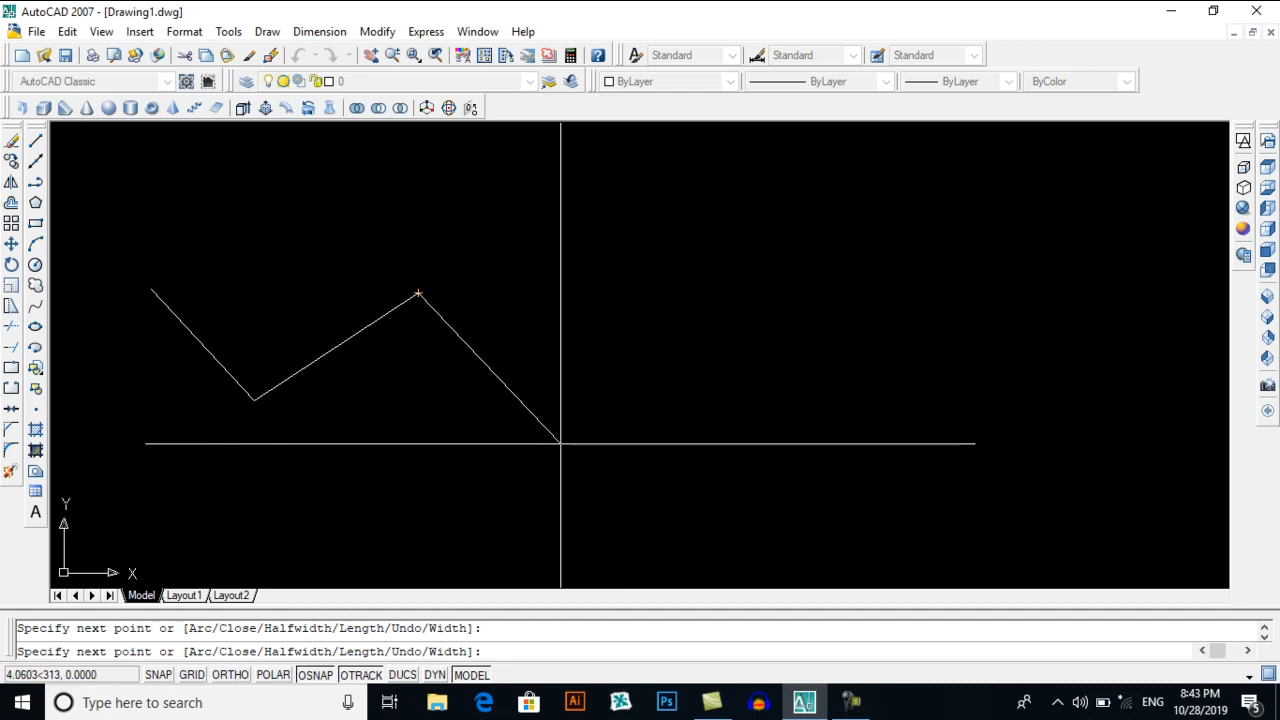 AutoCAD 2007 - [Drawing1.dwg]
File Edit View Insert Format Tools Draw Dimension Modify Express Window Help
Standard Standard Standard
AutoCAD Classic 0 ByLayer ByLayer ByLayer ByColor
Y
X
Model Layout1 Layout2
Specify next point or [Arc/Close/Halfwidth/Length/Undo/Width]:
Specify next point or [Arc/Close/Halfwidth/Length/Undo/Width]:
4.0603<313, 0.0000 SNAP GRID ORTHO POLAR OSNAP OTRACK DUCS DYN MODEL
Type here to search Ai Ps ENG 8:43 PM
10/28/2019 5